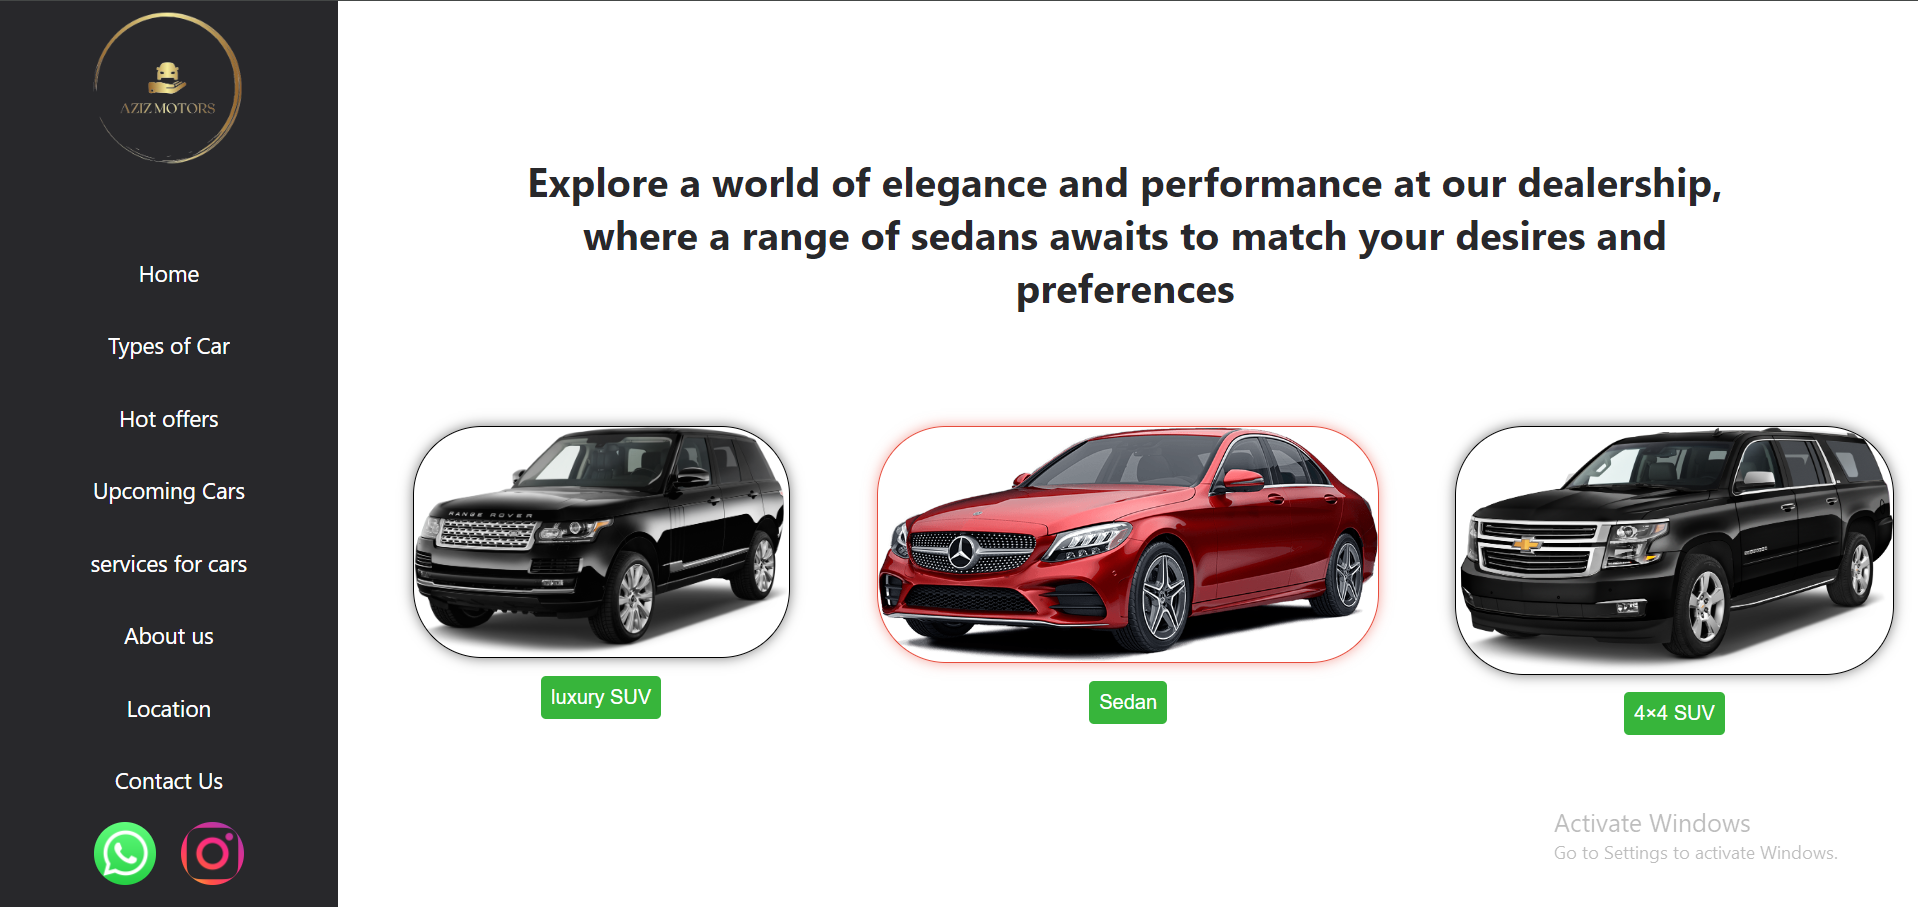 AZIZ MOTORS
Home
Types of Car
Hot offers
Upcoming Cars
services for cars
About us
Location
Contact Us
Explore a world of elegance and performance at our dealership,
where a range of sedans awaits to match your desires and
preferences
RANGE ROVER
luxury SUV
Sedan
4×4 SUV
Activate Windows
Go to Settings to activate Windows.